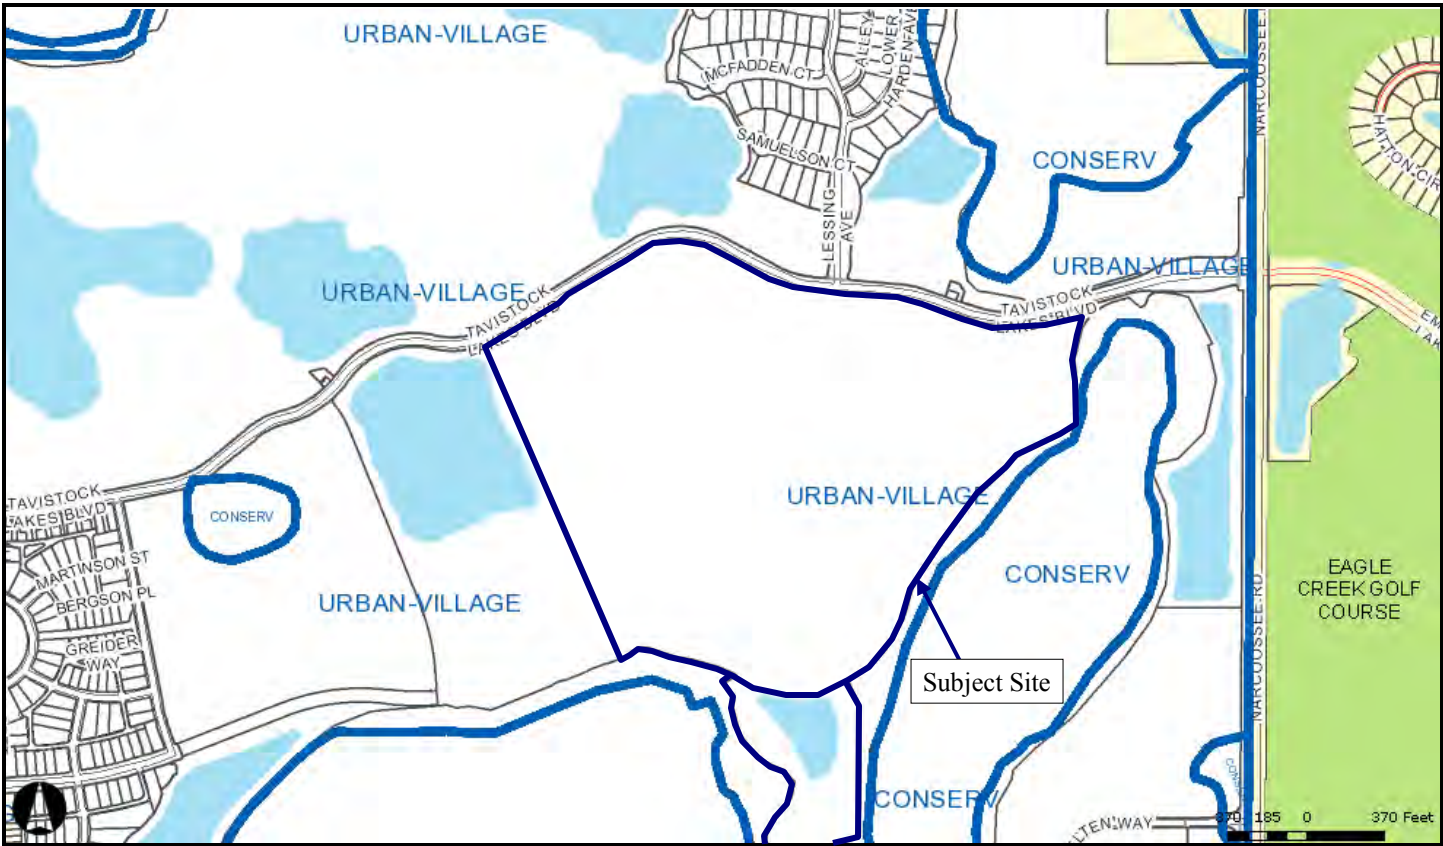 URBAN-VILLAGE
MCFADDEN CT
ALLEY
LOWER
HARDEN AVE
NARCOOSSEE
SAMUELSON CT
CONSERV
HATTON CIR
LESSING
AVE
URBAN-VILLAGE
URBAN-VILLAGE
TAVISTOCK
LAKES BLVD
TAVISTOCK
LAKES BLVD
TAVISTOCK
LAKES BLVD
CONSERV
URBAN-VILLAGE
MARTINSON ST
BERGSON PL
GREIDER
WAY
URBAN-VILLAGE
CONSERV
EAGLE
CREEK GOLF
COURSE
NARCOOSSEE RD
Subject Site
CONSERV
LTEN WAY
370 185 0 370 Feet